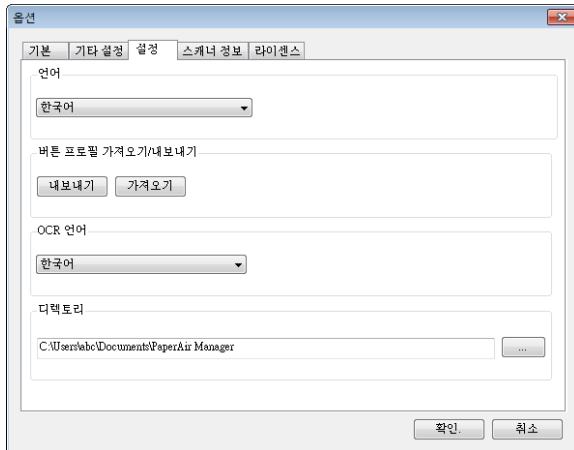 옵션
기본 기타 설정 설정 스캐너 정보 라이센스
언어
한국어
버튼 프로필 가져오기/내보내기
내보내기 가져오기
OCR 언어
한국어
디렉토리
C:\Users\abc\Documents\PaperAir Manager ...
확인. 취소